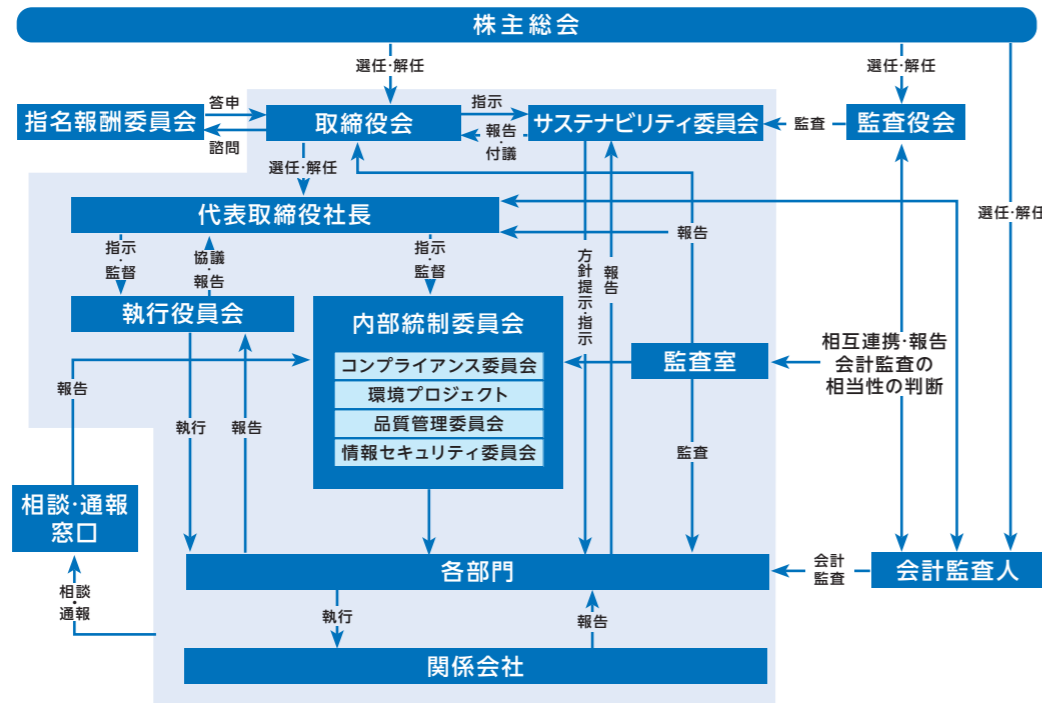 株主総会
選任・解任
選任・解任
選任・解任
指名報酬委員会
答申
諮問
取締役会
指示
報告・付議
サステナビリティ委員会
監査
監査役会
選任・解任
代表取締役社長
報告
指示・監督
協議・報告
指示・監督
方針提示・指示
報告
執行役員会
内部統制委員会
コンプライアンス委員会
環境プロジェクト
品質管理委員会
情報セキュリティ委員会
監査室
相互連携・報告
会計監査の
相当性の判断
報告
執行
報告
監査
相談・通報
窓口
相談・通報
各部門
会計
監査
会計監査人
執行
報告
関係会社